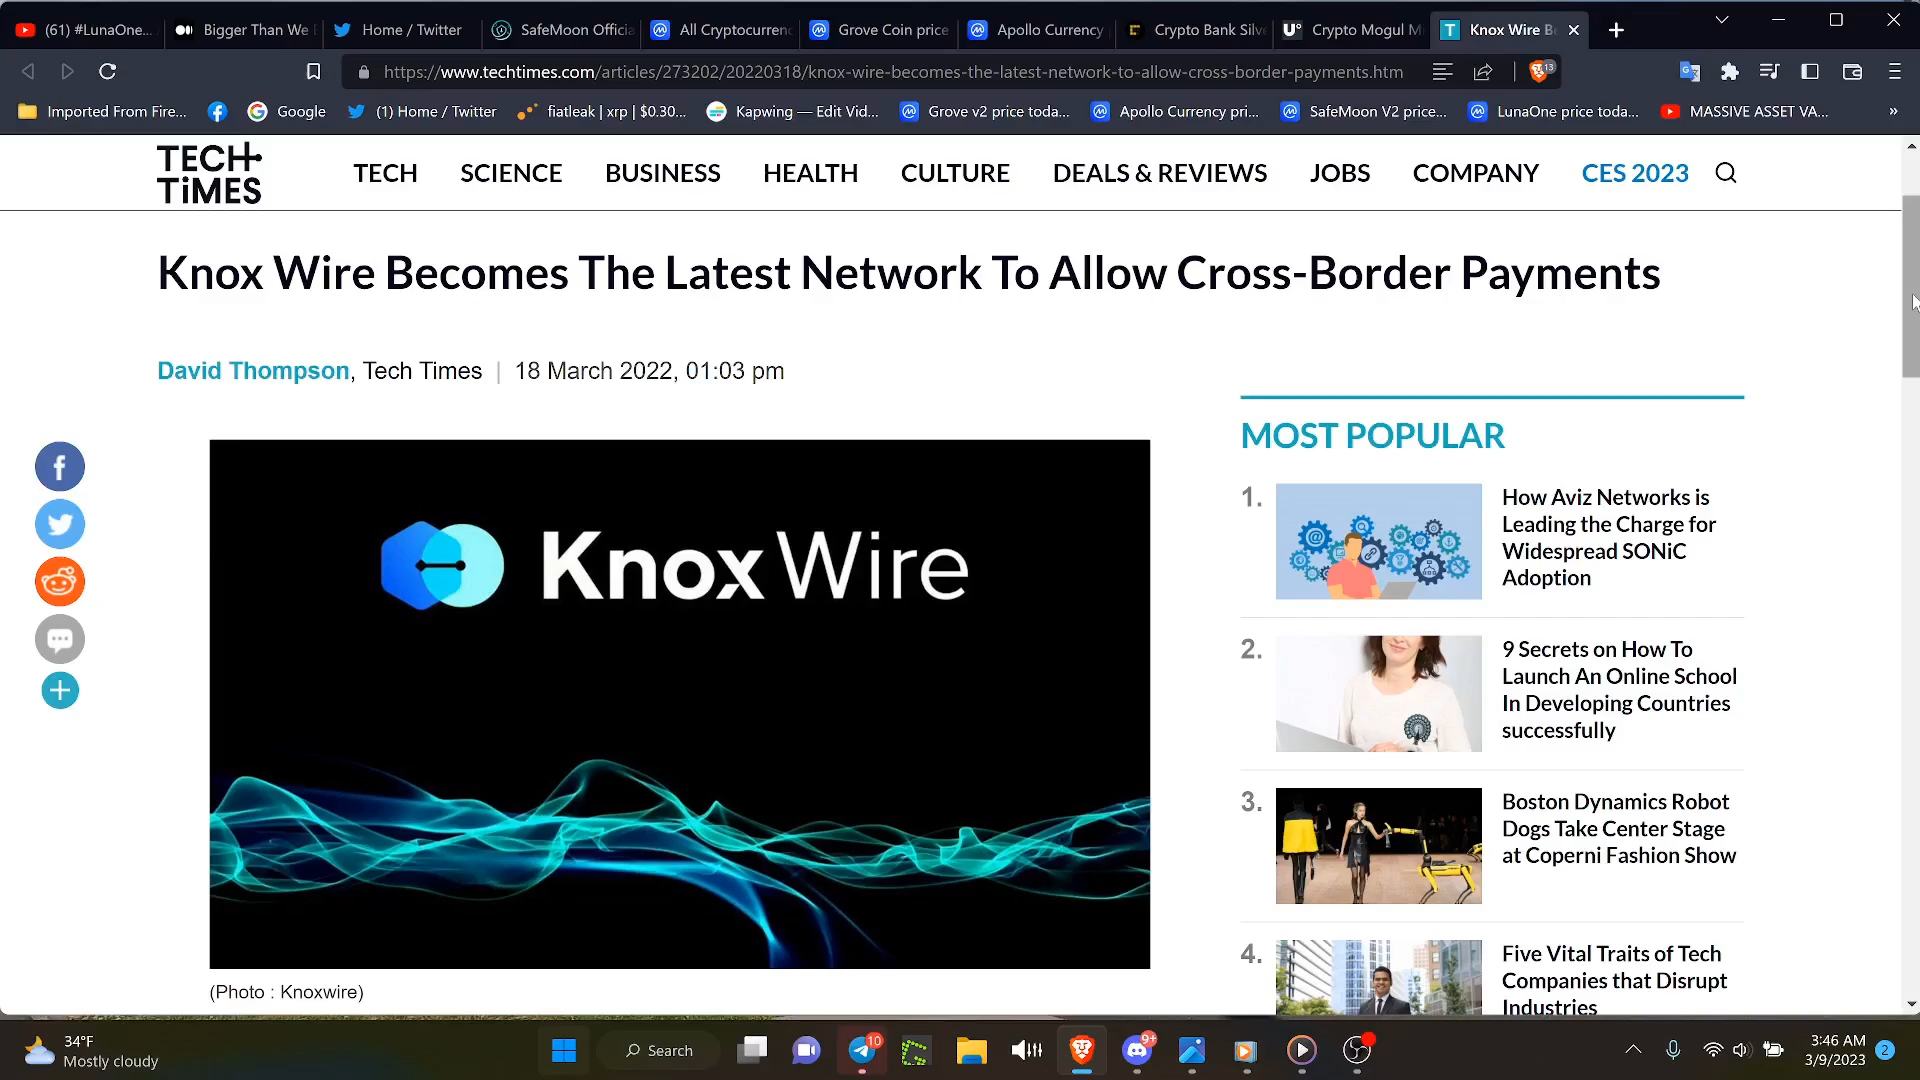 (61) #LunaOne...
Bigger Than We
Home / Twitter
SafeMoon Officia
All Cryptocurren
Grove Coin price
Apollo Currency
Crypto Bank Silv
Crypto Mogul M
Knox Wire B
https://www.techtimes.com/articles/273202/20220318/knox-wire-becomes-the-latest-network-to-allow-cross-border-payments.htm
13
Imported From Fire...
Google
(1) Home / Twitter
fiatleak | xrp | $0.30...
Kapwing — Edit Vid...
Grove v2 price toda...
Apollo Currency pri...
SafeMoon V2 price...
LunaOne price toda...
MASSIVE ASSET VA...
»
TECH TiMES
TECH
SCIENCE
BUSINESS
HEALTH
CULTURE
DEALS & REVIEWS
JOBS
COMPANY
CES 2023
Knox Wire Becomes The Latest Network To Allow Cross-Border Payments
David Thompson, Tech Times | 18 March 2022, 01:03 pm
Knox Wire
(Photo : Knoxwire)
MOST POPULAR
1.
How Aviz Networks is
Leading the Charge for
Widespread SONiC
Adoption
2.
9 Secrets on How To
Launch An Online School
In Developing Countries
successfully
3.
Boston Dynamics Robot
Dogs Take Center Stage
at Coperni Fashion Show
4.
Five Vital Traits of Tech
Companies that Disrupt
Industries
34°F
Mostly cloudy
Search
10
9+
3:46 AM
3/9/2023
2